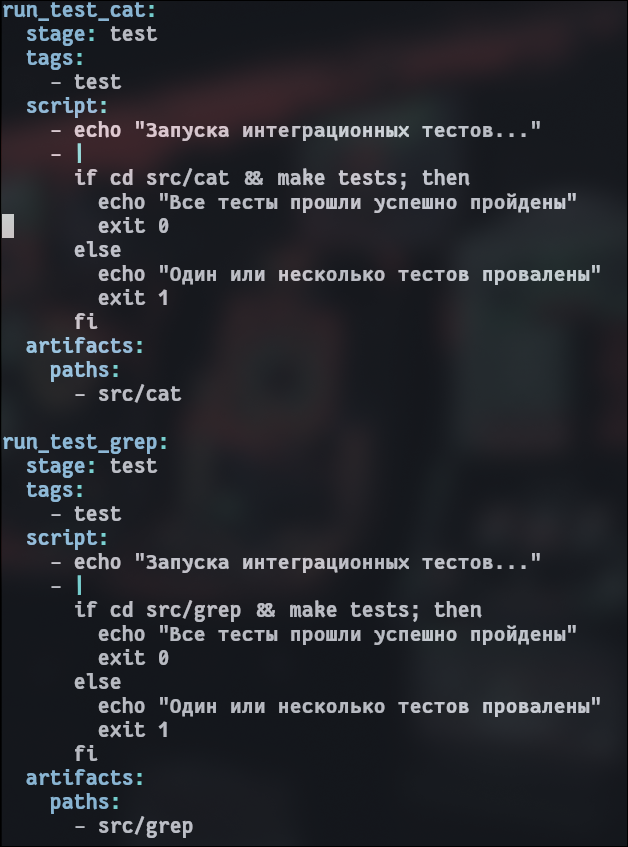 run_test_cat:
  stage: test
  tags:
    - test
  script:
    - echo "Запуска интеграционных тестов..."
    - |
      if cd src/cat && make tests; then
        echo "Все тесты прошли успешно пройдены"
        exit 0
      else
        echo "Один или несколько тестов провалены"
        exit 1
      fi
  artifacts:
    paths:
      - src/cat

run_test_grep:
  stage: test
  tags:
    - test
  script:
    - echo "Запуска интеграционных тестов..."
    - |
      if cd src/grep && make tests; then
        echo "Все тесты прошли успешно пройдены"
        exit 0
      else
        echo "Один или несколько тестов провалены"
        exit 1
      fi
  artifacts:
    paths:
      - src/grep